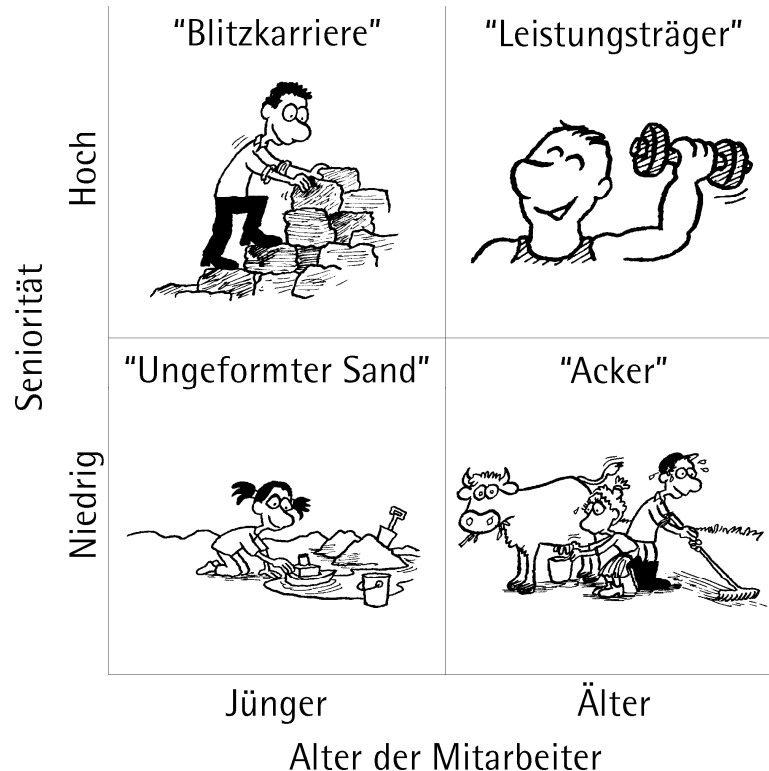 "Blitzkarriere"
"Leistungsträger"
Hoch
Seniorität
"Ungeformter Sand"
"Acker"
Niedrig
Jünger
Älter
Alter der Mitarbeiter